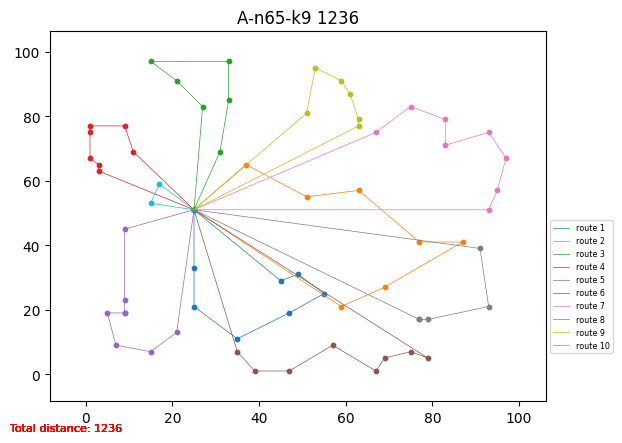 A-n65-k9 1236
100
80
60
40
20
0
0 20 40 60 80 100
route 1
route 2
route 3
route 4
route 5
route 6
route 7
route 8
route 9
route 10
Total distance: 1236